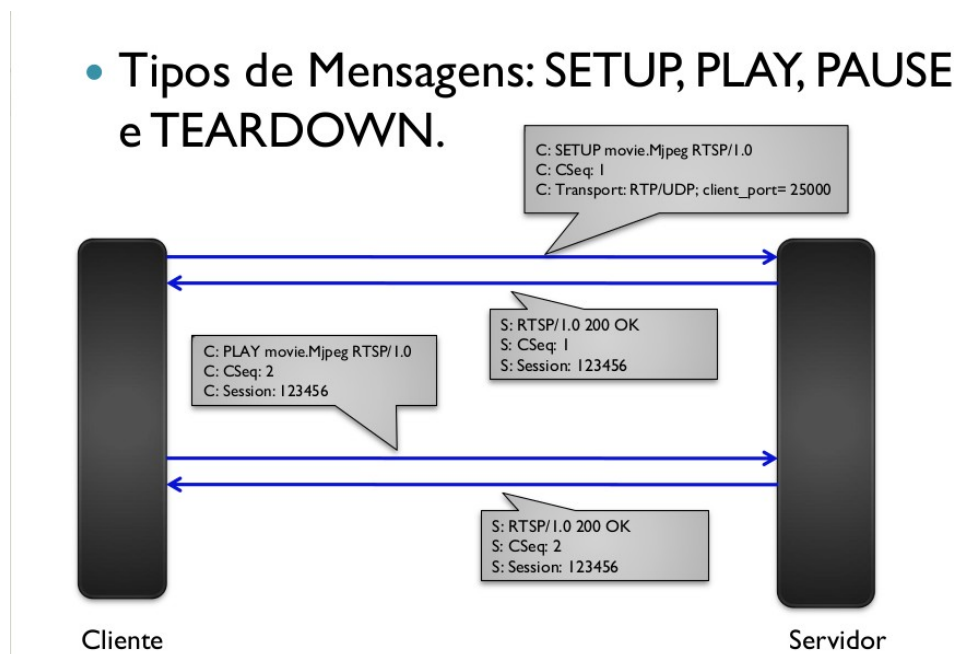 • Tipos de Mensagens: SETUP, PLAY, PAUSE
e TEARDOWN.
C: SETUP movie.Mjpeg RTSP/1.0
C: CSeq: 1
C: Transport: RTP/UDP; client_port= 25000
S: RTSP/1.0 200 OK
S: CSeq: 1
S: Session: 123456
C: PLAY movie.Mjpeg RTSP/1.0
C: CSeq: 2
C: Session: 123456
S: RTSP/1.0 200 OK
S: CSeq: 2
S: Session: 123456
Cliente
Servidor